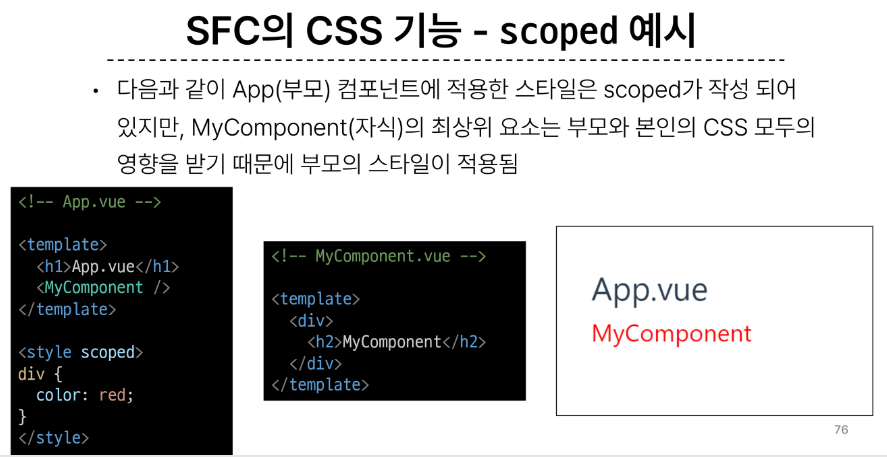 SFC의 CSS 기능 - scoped 예시
• 다음과 같이 App(부모) 컴포넌트에 적용한 스타일은 scoped가 작성 되어
있지만, MyComponent(자식)의 최상위 요소는 부모와 본인의 CSS 모두의
영향을 받기 때문에 부모의 스타일이 적용됨
<!-- App.vue -->
<template>
  <h1>App.vue</h1>
  <MyComponent />
</template>
<style scoped>
div {
  color: red;
}
</style>
<!-- MyComponent.vue -->
<template>
  <div>
    <h2>MyComponent</h2>
  </div>
</template>
App.vue
MyComponent
76